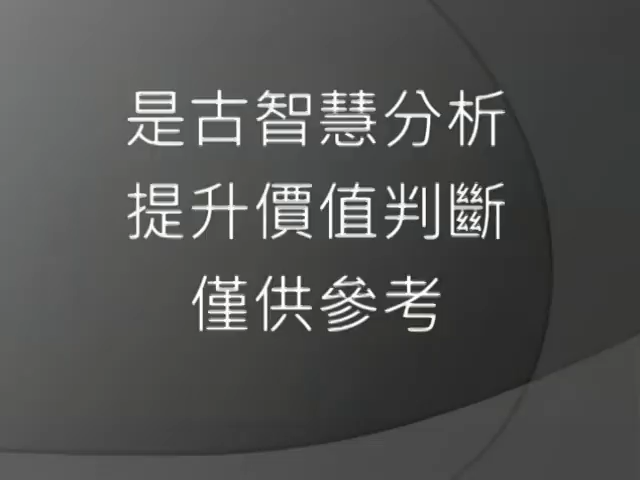 是古智慧分析
提升價值判斷
僅供參考